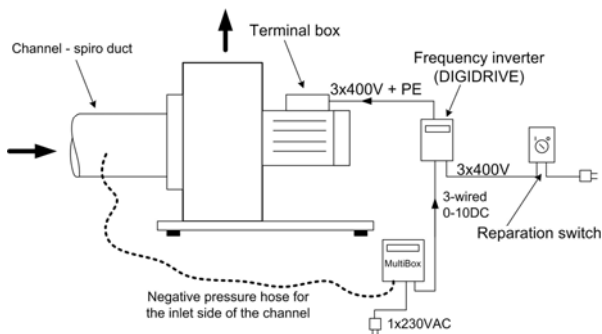 Channel - spiro duct
Terminal box
Frequency inverter
(DIGIDRIVE)
3x400V + PE
3x400V
3-wired
0-10DC
Reparation switch
MultiBox
Negative pressure hose for
the inlet side of the channel
1x230VAC